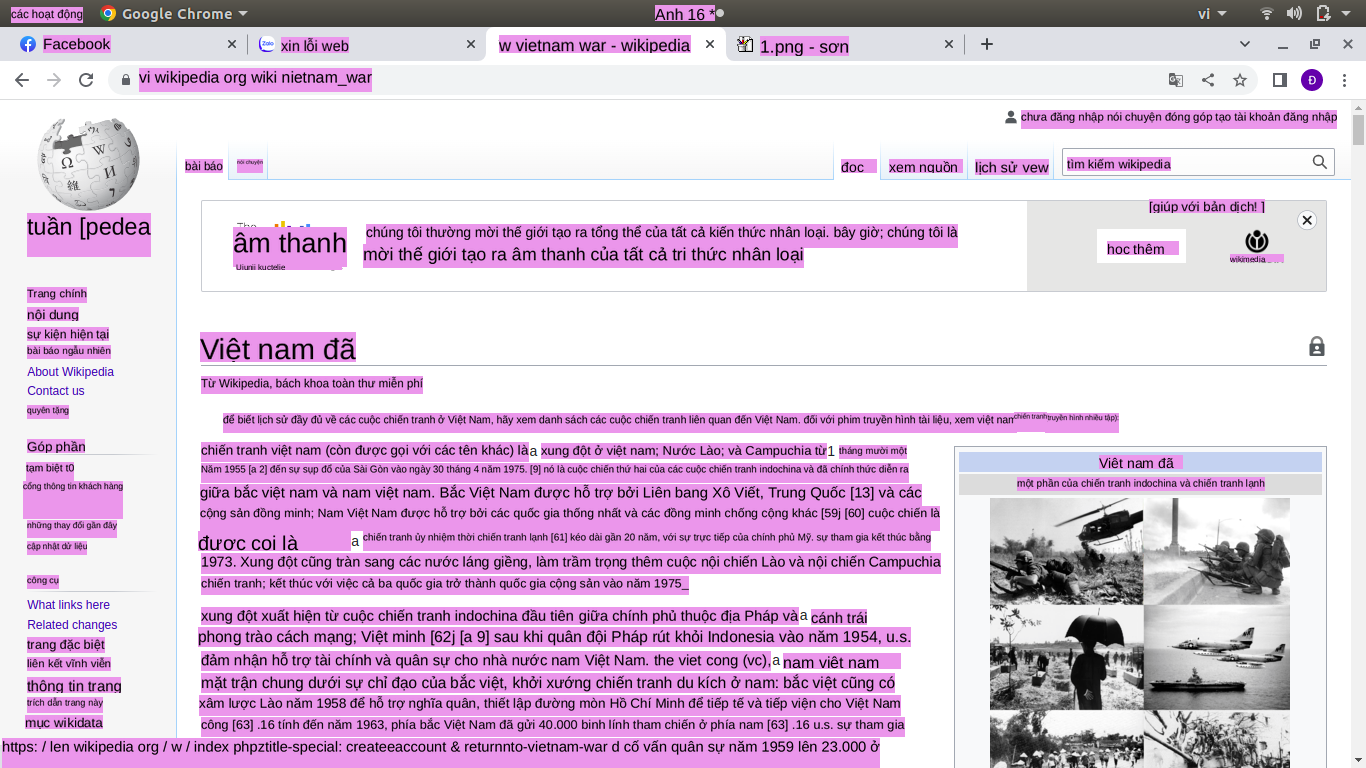 các hoạt động Google Chrome Anh 16 * vi
Facebook xin lỗi web w vietnam war - wikipedia 1.png - sơn
vi wikipedia org wiki nietnam_war
chưa đăng nhập nói chuyện đóng góp tạo tài khoản đăng nhập
bài báo nói chuyện đoc xem nguồn lịch sử vew tìm kiếm wikipedia
tuần [pedea
[giúp với bản dịch! ]
âm thanh
chúng tôi thường mời thế giới tạo ra tổng thể của tất cả kiến thức nhân loại. bây giờ; chúng tôi là
mời thế giới tạo ra âm thanh của tất cả tri thức nhân loại
hoc thêm
wikimedia
Trang chính
nội dung
sự kiện hiện tại
bài báo ngẫu nhiên
About Wikipedia
Contact us
quyên tặng
Góp phần
tạm biệt t0
cổng thông tin khách hàng
những thay đổi gần đây
cập nhật dữ liệu
công cụ
What links here
Related changes
trang đặc biệt
liên kết vĩnh viễn
thông tin trang
trích dẫn trang này
mục wikidata
Việt nam đã
Từ Wikipedia, bách khoa toàn thư miễn phí
để biết lịch sử đầy đủ về các cuộc chiến tranh ở Việt Nam, hãy xem danh sách các cuộc chiến tranh liên quan đến Việt Nam. đối với phim truyền hình tài liệu, xem việt nam chiến tranh truyền hình nhiều tập):
chiến tranh việt nam (còn được gọi với các tên khác) là a xung đột ở việt nam; Nước Lào; và Campuchia từ 1 tháng mười một
Năm 1955 [a 2] đến sự sụp đổ của Sài Gòn vào ngày 30 tháng 4 năm 1975. [9] nó là cuộc chiến thứ hai của các cuộc chiến tranh indochina và đã chính thức diễn ra
giữa bắc việt nam và nam việt nam. Bắc Việt Nam được hỗ trợ bởi Liên bang Xô Viết, Trung Quốc [13] và các
cộng sản đồng minh; Nam Việt Nam được hỗ trợ bởi các quốc gia thống nhất và các đồng minh chống cộng khác [59j [60] cuộc chiến là
được coi là a chiến tranh ủy nhiệm thời chiến tranh lạnh [61] kéo dài gần 20 năm, với sự trực tiếp của chính phủ Mỹ. sự tham gia kết thúc bằng
1973. Xung đột cũng tràn sang các nước láng giềng, làm trầm trọng thêm cuộc nội chiến Lào và nội chiến Campuchia
chiến tranh; kết thúc với việc cả ba quốc gia trở thành quốc gia cộng sản vào năm 1975_
xung đột xuất hiện từ cuộc chiến tranh indochina đầu tiên giữa chính phủ thuộc địa Pháp và a cánh trái
phong trào cách mạng; Việt minh [62j [a 9] sau khi quân đội Pháp rút khỏi Indonesia vào năm 1954, u.s.
đảm nhận hỗ trợ tài chính và quân sự cho nhà nước nam Việt Nam. the viet cong (vc), a nam việt nam
mặt trận chung dưới sự chỉ đạo của bắc việt, khởi xướng chiến tranh du kích ở nam: bắc việt cũng có
xâm lược Lào năm 1958 để hỗ trợ nghĩa quân, thiết lập đường mòn Hồ Chí Minh để tiếp tế và tiếp viện cho Việt Nam
công [63] .16 tính đến năm 1963, phía bắc Việt Nam đã gửi 40.000 binh lính tham chiến ở phía nam [63] .16 u.s. sự tham gia
Viêt nam đã
một phần của chiến tranh indochina và chiến tranh lạnh
https: / len wikipedia org / w / index phpztitle-special: createeaccount & returnnto-vietnam-war d cố vấn quân sự năm 1959 lên 23.000 ở